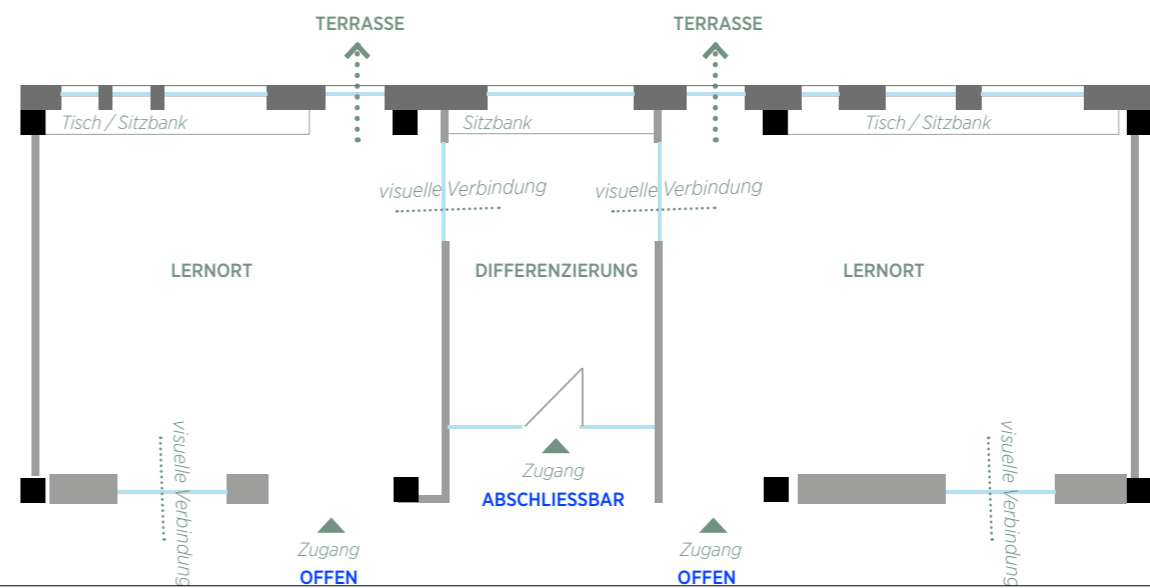 TERRASSE
TERRASSE
Tisch / Sitzbank
Sitzbank
Tisch / Sitzbank
visuelle Verbindung
visuelle Verbindung
LERNORT
DIFFERENZIERUNG
LERNORT
visuelle Verbindung
Zugang
ABSCHLIESSBAR
visuelle Verbindung
Zugang
OFFEN
Zugang
OFFEN